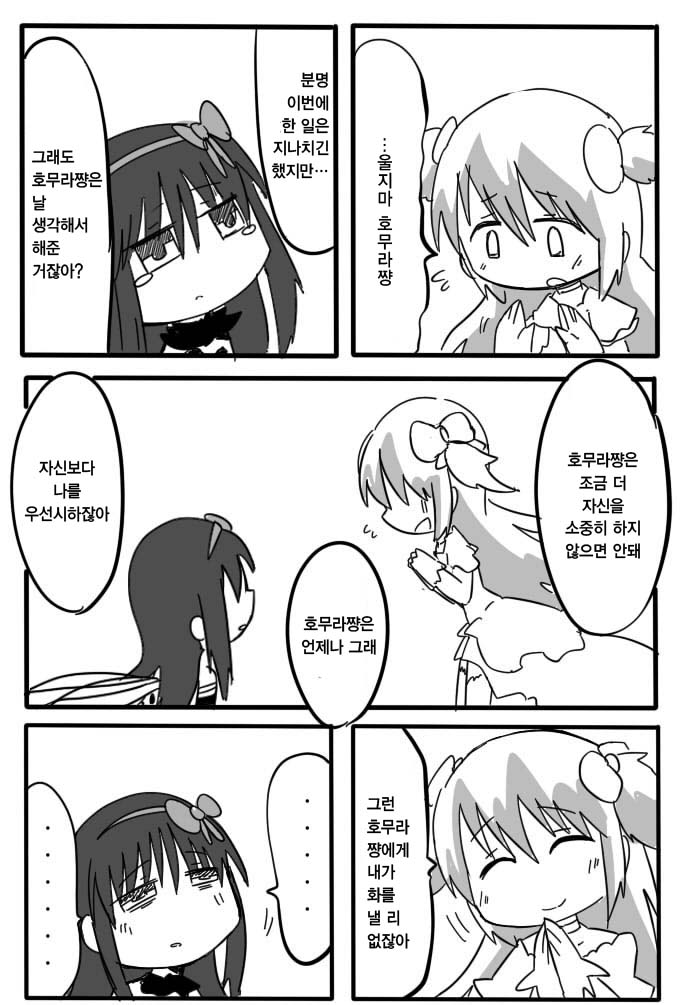 …울지마 호무라쨩
분명
이번에
한 일은
지나치긴
했지만…
그래도
호무라쨩은
날
생각해서
해준
거잖아?
호무라쨩은
조금 더
자신을
소중히 하지
않으면 안돼
호무라쨩은
언제나 그래
자신보다
나를
우선시하잖아
그런
호무라
쨩에게
내가
화를
낼 리
없잖아
· · · · · ·
· · · · · · ·